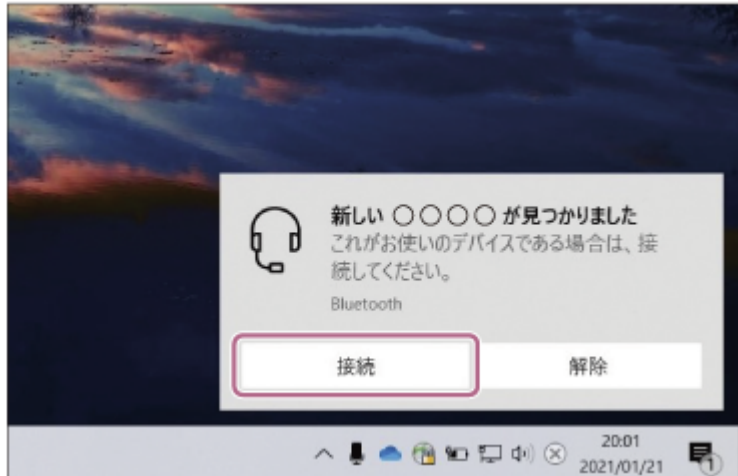 新しい 〇〇〇〇 が見つかりました
これがお使いのデバイスである場合は、接
続してください。
Bluetooth
接続
解除
20:01
2021/01/21
1